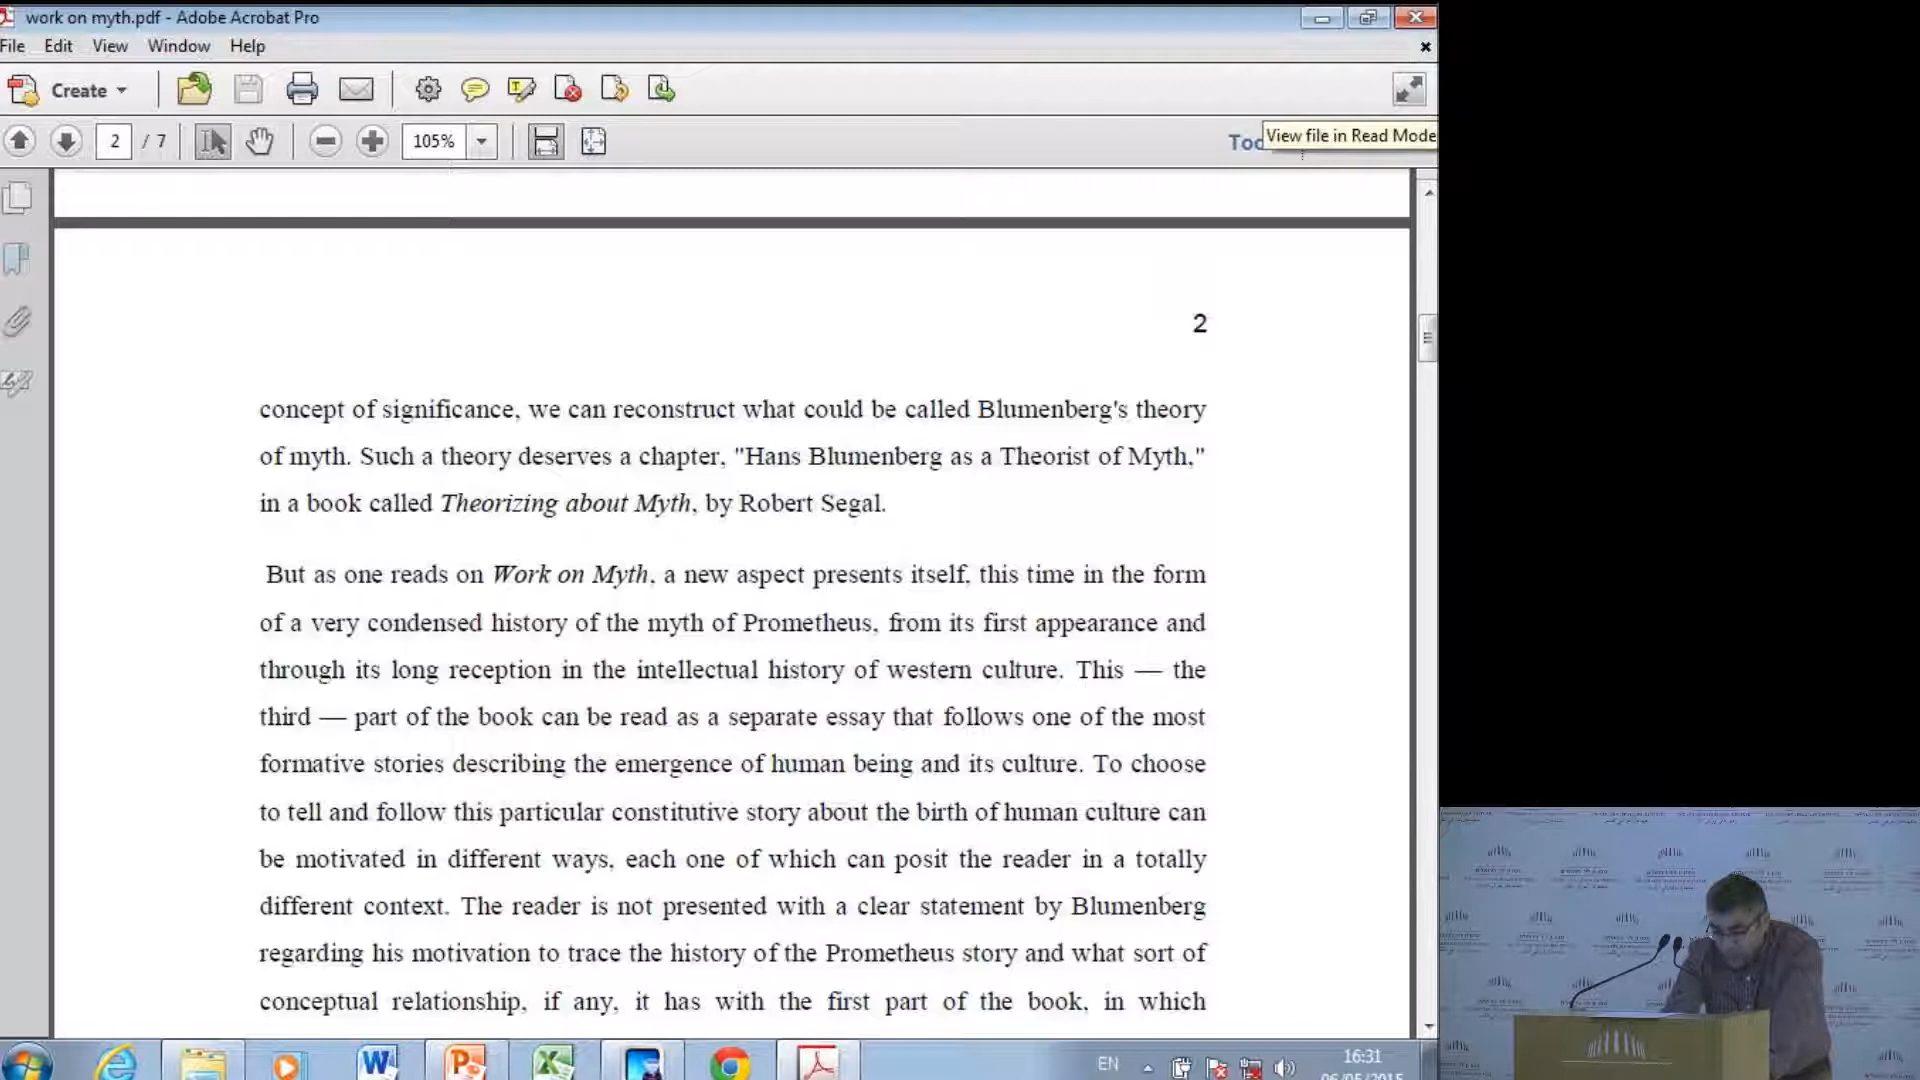 work on myth.pdf - Adobe Acrobat Pro
File Edit View Window Help
Create
2 / 7 105%
View file in Read Mode
2
concept of significance, we can reconstruct what could be called Blumenberg's theory
of myth. Such a theory deserves a chapter, "Hans Blumenberg as a Theorist of Myth,"
in a book called Theorizing about Myth, by Robert Segal.
But as one reads on Work on Myth, a new aspect presents itself, this time in the form
of a very condensed history of the myth of Prometheus, from its first appearance and
through its long reception in the intellectual history of western culture. This — the
third — part of the book can be read as a separate essay that follows one of the most
formative stories describing the emergence of human being and its culture. To choose
to tell and follow this particular constitutive story about the birth of human culture can
be motivated in different ways, each one of which can posit the reader in a totally
different context. The reader is not presented with a clear statement by Blumenberg
regarding his motivation to trace the history of the Prometheus story and what sort of
conceptual relationship, if any, it has with the first part of the book, in which
EN
16:31
06/05/2015